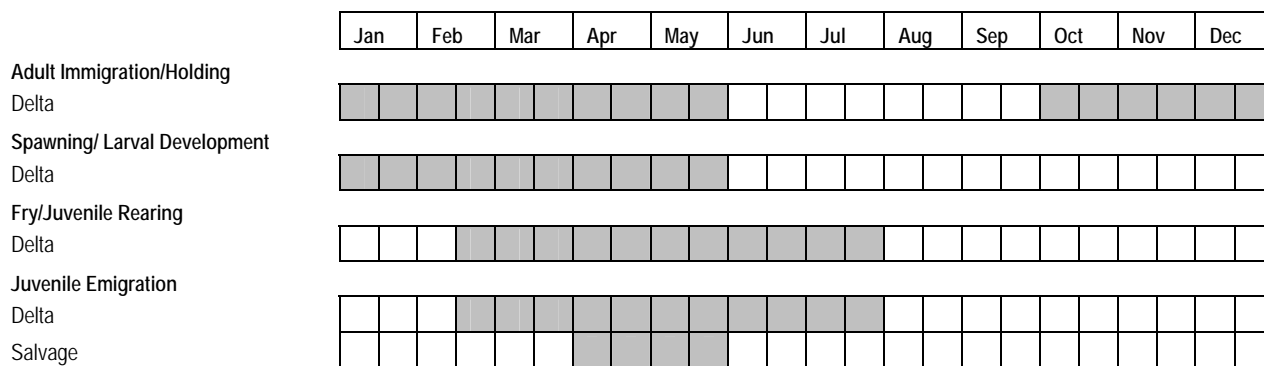 Jan Feb Mar Apr May Jun Jul Aug Sep Oct Nov Dec
Adult Immigration/Holding
Delta
Spawning/ Larval Development
Delta
Fry/Juvenile Rearing
Delta
Juvenile Emigration
Delta
Salvage